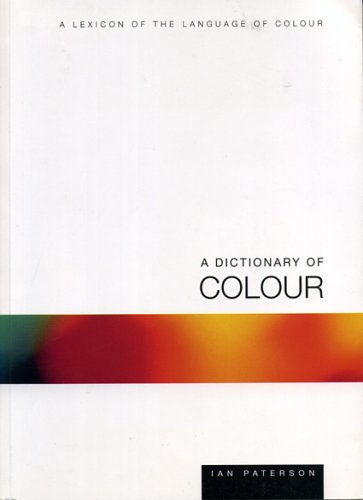 A LEXICON OF THE LANGUAGE OF COLOUR
A DICTIONARY OF
COLOUR
IAN PATERSON